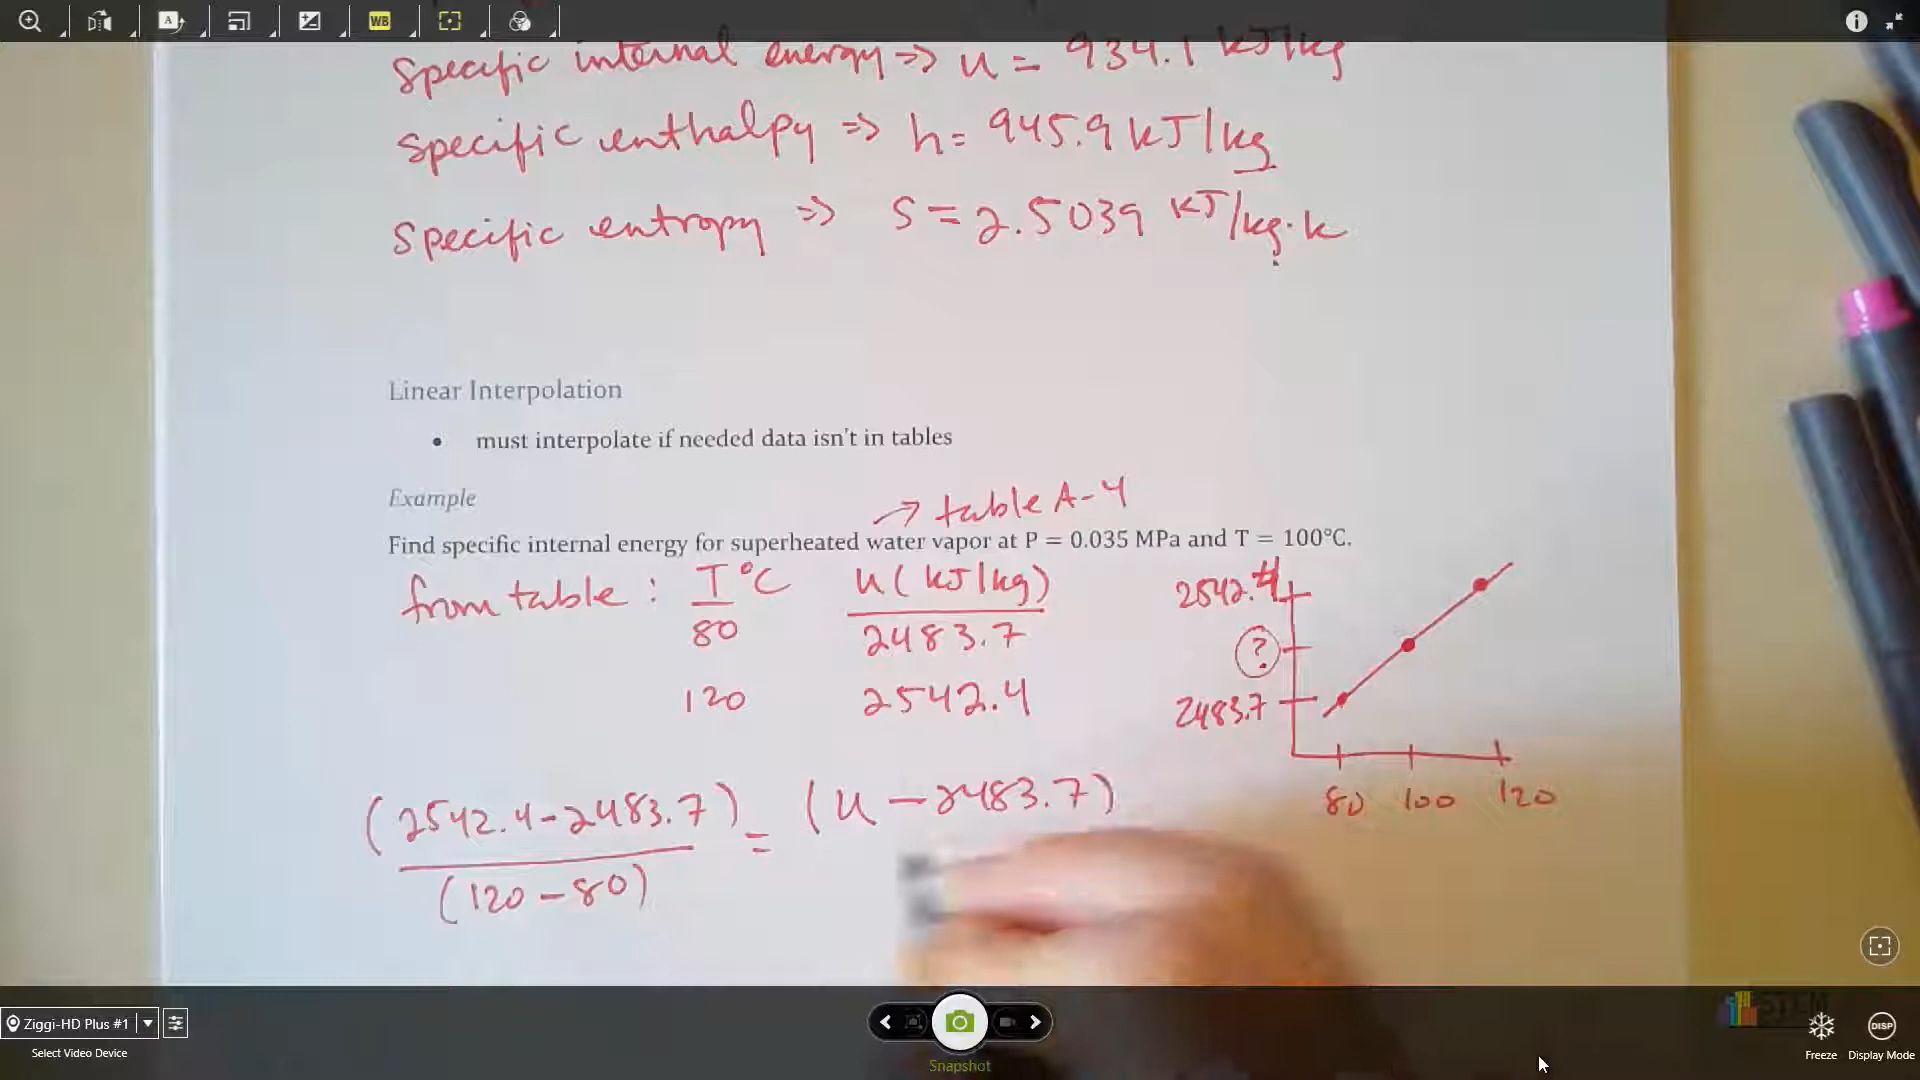 A
WB
Specific internal energy => u = 934.1 kJ/kg
Specific enthalpy => h = 945.9 kJ/kg
Specific entropy => s = 2.5039 kJ/kg·k
Linear Interpolation
• must interpolate if needed data isn't in tables
Example
→ table A-4
Find specific internal energy for superheated water vapor at P = 0.035 MPa and T = 100°C.
from table: T °C u (kJ/kg)
80 2483.7
120 2542.4
2542.4
?
2483.7
80 100 120
(2542.4-2483.7) = (u - 2483.7)
(120-80)
Ziggi-HD Plus #1
Select Video Device
Snapshot
STEM
Freeze
DISP
Display Mode